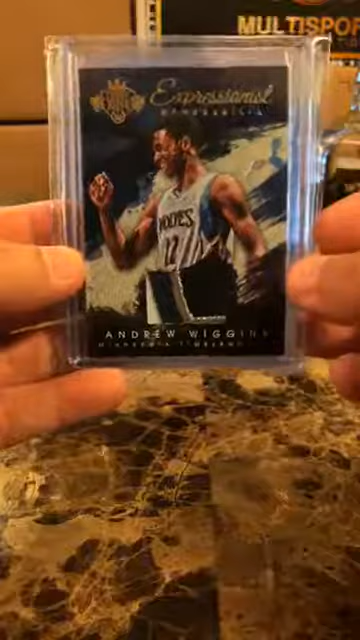 MULTISPOR
Expressionist
MEMORABILIA
WOLVES
ANDREW WIGGINS
MINNESOTA TIMBERWOLVES